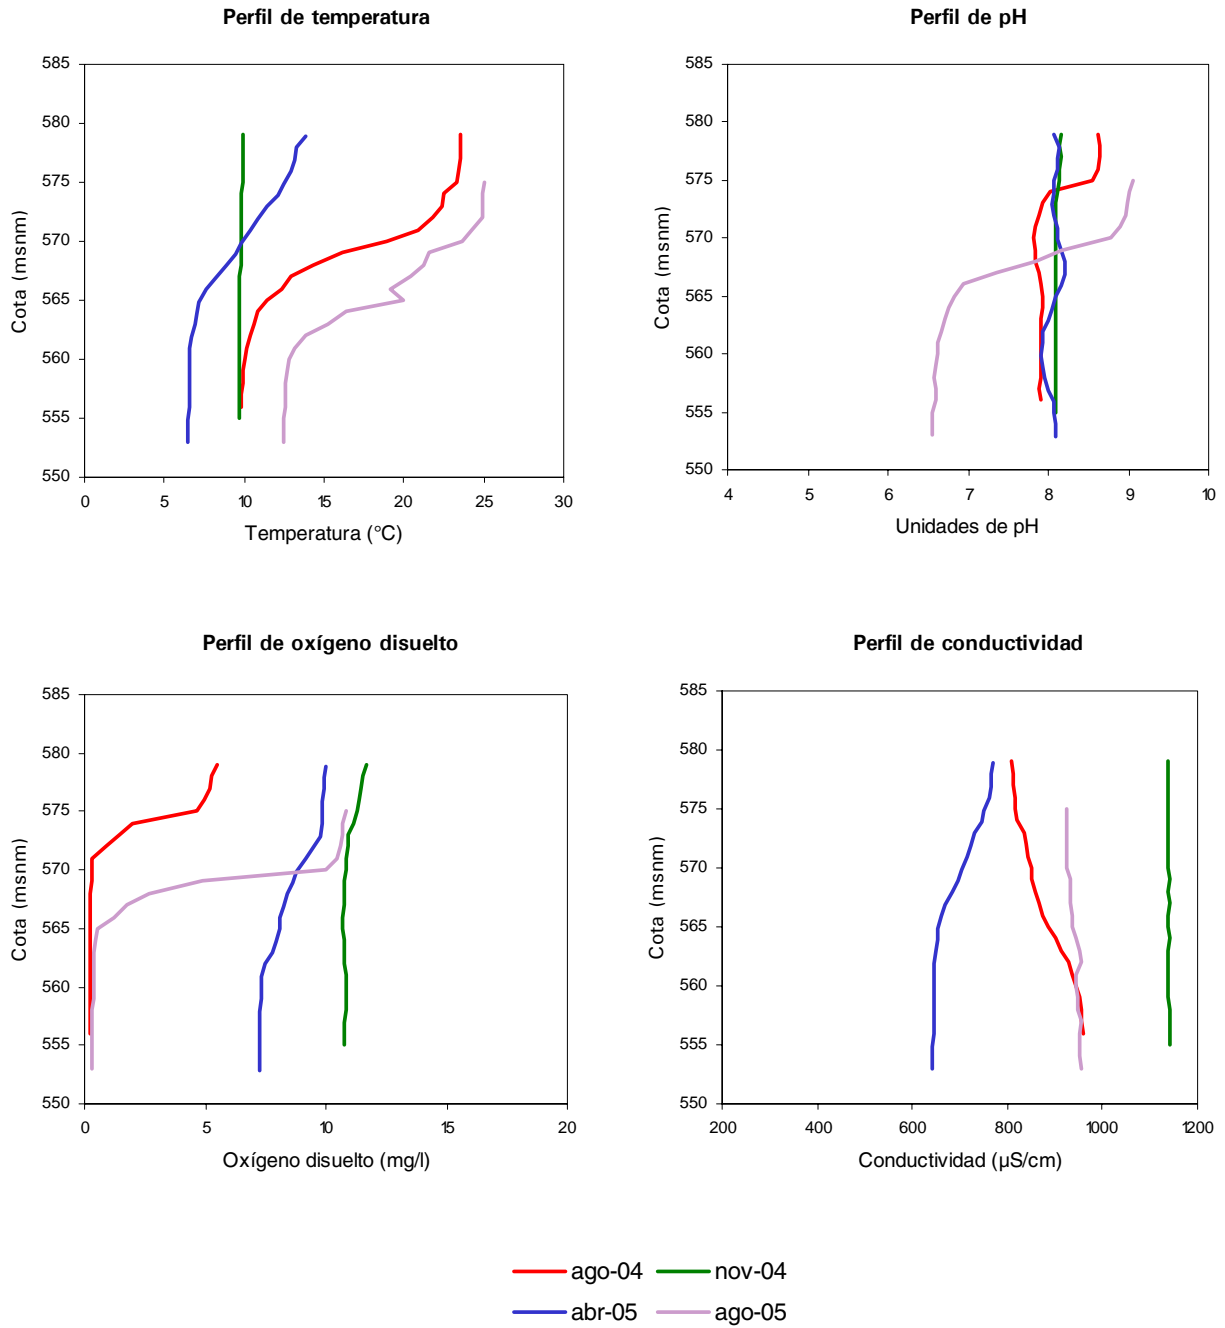 Perfil de temperatura
585
580
575
570
565
560
555
550
Cota (msnm)
0 5 10 15 20 25 30
Temperatura (°C)
Perfil de pH
585
580
575
570
565
560
555
550
Cota (msnm)
4 5 6 7 8 9 10
Unidades de pH
Perfil de oxígeno disuelto
585
580
575
570
565
560
555
550
Cota (msnm)
0 5 10 15 20
Oxígeno disuelto (mg/l)
Perfil de conductividad
585
580
575
570
565
560
555
550
Cota (msnm)
200 400 600 800 1000 1200
Conductividad (µS/cm)
ago-04 nov-04
abr-05 ago-05